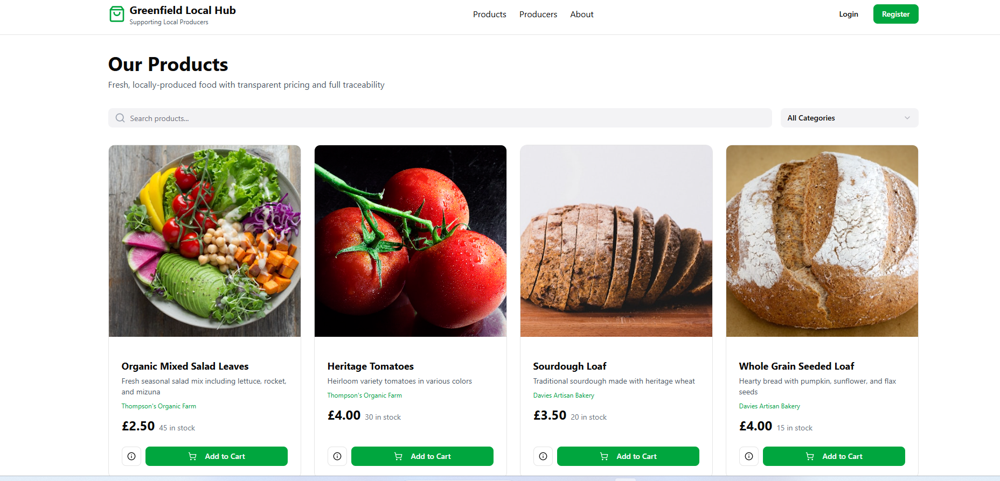 Greenfield Local Hub
Supporting Local Producers
Products
Producers
About
Login
Register
Our Products
Fresh, locally-produced food with transparent pricing and full traceability
Search products...
All Categories
Organic Mixed Salad Leaves
Fresh seasonal salad mix including lettuce, rocket,
and mizuna
Thompson's Organic Farm
£2.50 45 in stock
Add to Cart
Heritage Tomatoes
Heirloom variety tomatoes in various colors
Thompson's Organic Farm
£4.00 30 in stock
Add to Cart
Sourdough Loaf
Traditional sourdough made with heritage wheat
Davies Artisan Bakery
£3.50 20 in stock
Add to Cart
Whole Grain Seeded Loaf
Hearty bread with pumpkin, sunflower, and flax
seeds
Davies Artisan Bakery
£4.00 15 in stock
Add to Cart